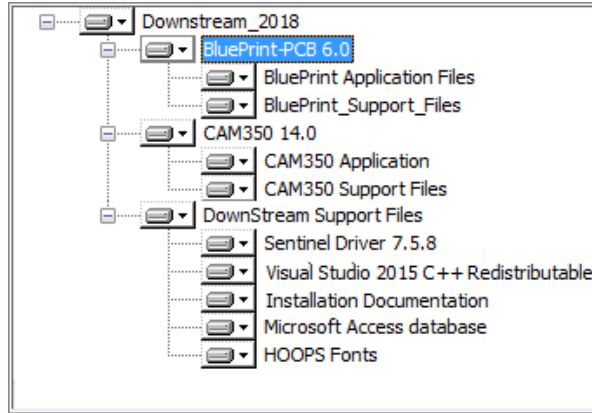 Downstream_2018
BluePrint-PCB 6.0
BluePrint Application Files
BluePrint_Support_Files
CAM350 14.0
CAM350 Application
CAM350 Support Files
DownStream Support Files
Sentinel Driver 7.5.8
Visual Studio 2015 C++ Redistributable
Installation Documentation
Microsoft Access database
HOOPS Fonts